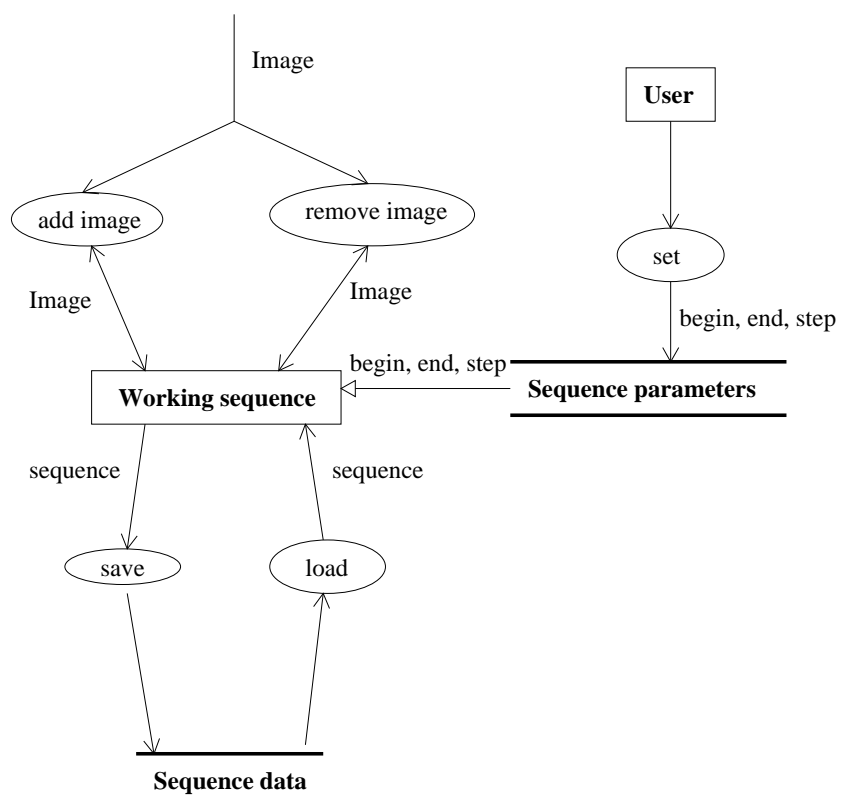 Image
User
add image
remove image
set
Image
Image
begin, end, step
begin, end, step
Working sequence
Sequence parameters
sequence
sequence
save
load
Sequence data